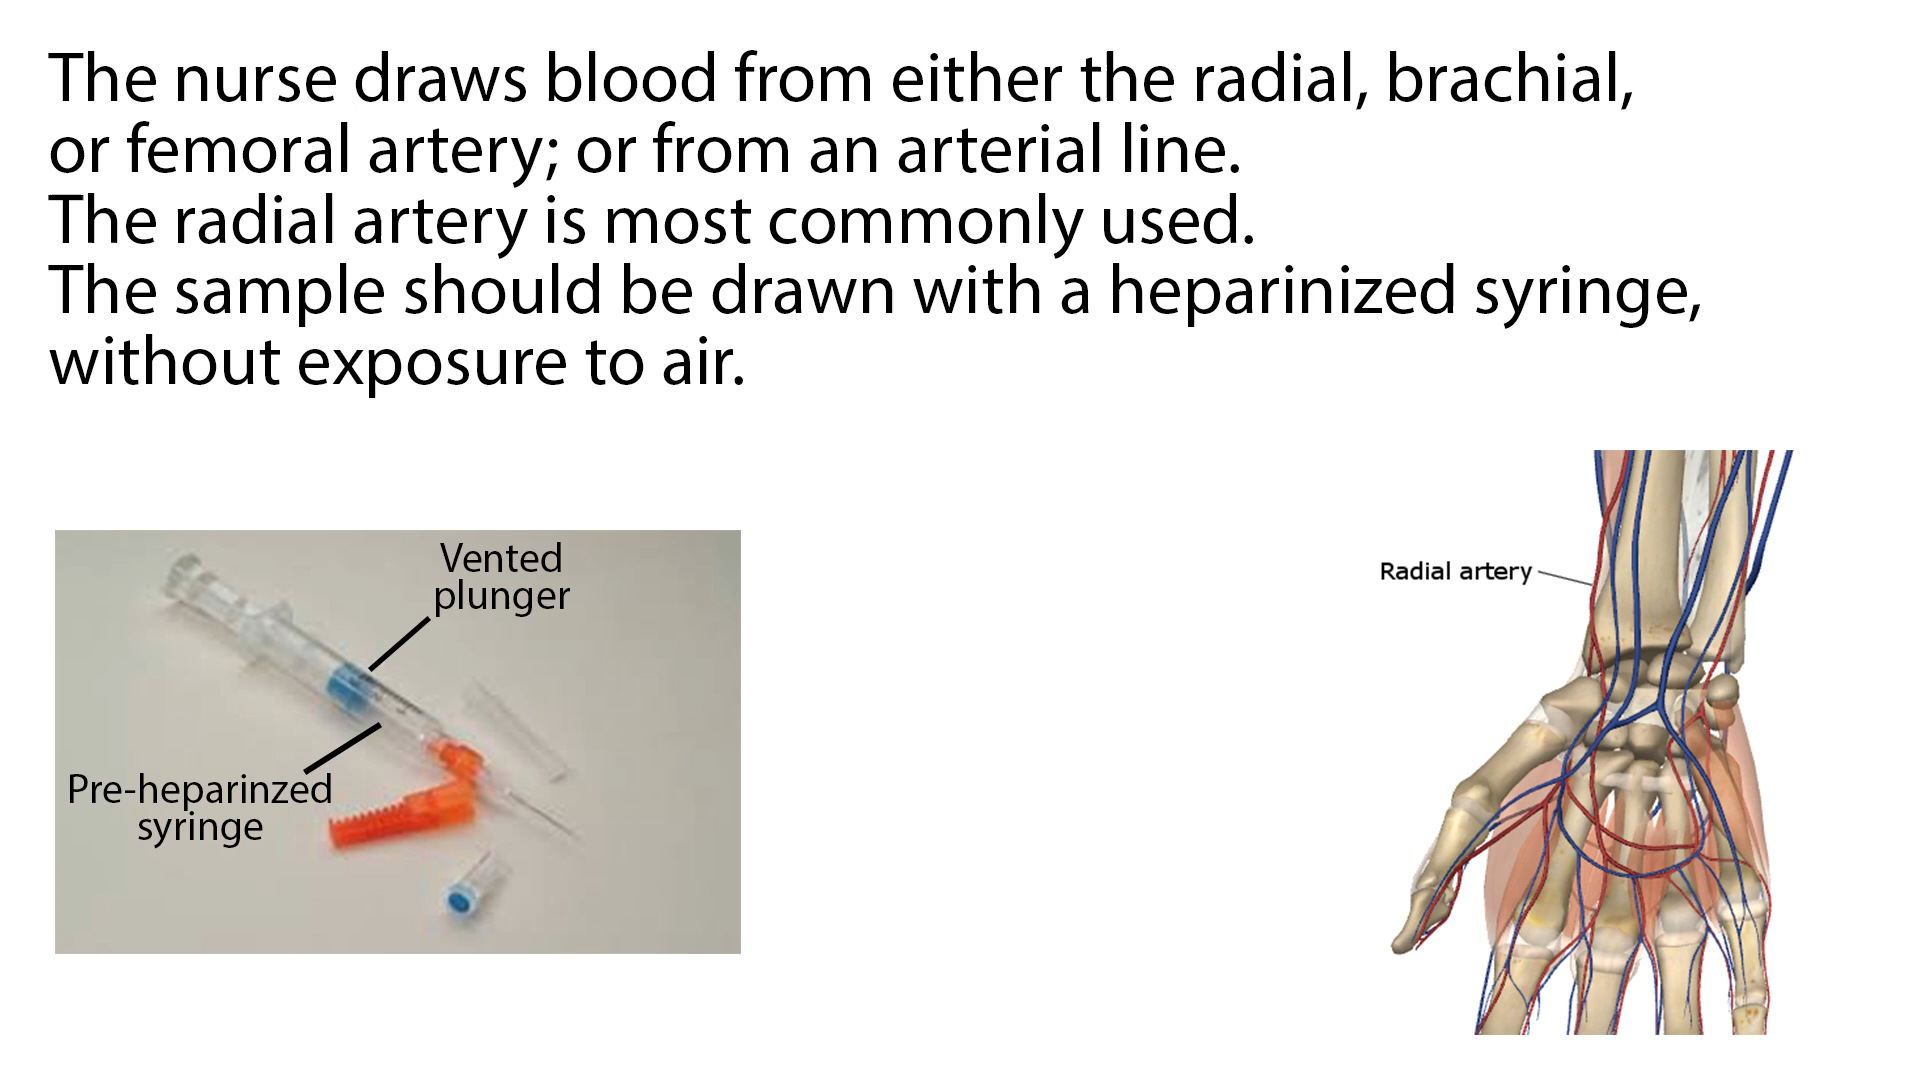 The nurse draws blood from either the radial, brachial,
or femoral artery; or from an arterial line.
The radial artery is most commonly used.
The sample should be drawn with a heparinized syringe,
without exposure to air.
Vented
plunger
Pre-heparinzed
syringe
Radial artery